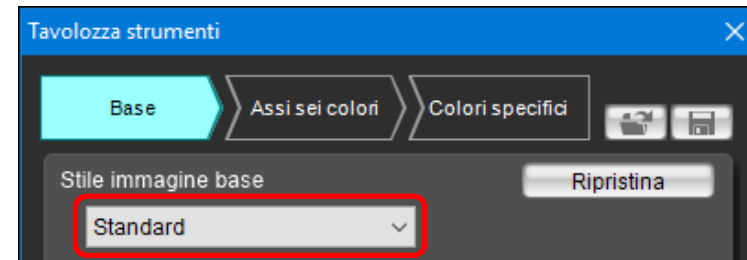 Tavolozza strumenti
Base Assi sei colori Colori specifici
Stile immagine base Ripristina
Standard